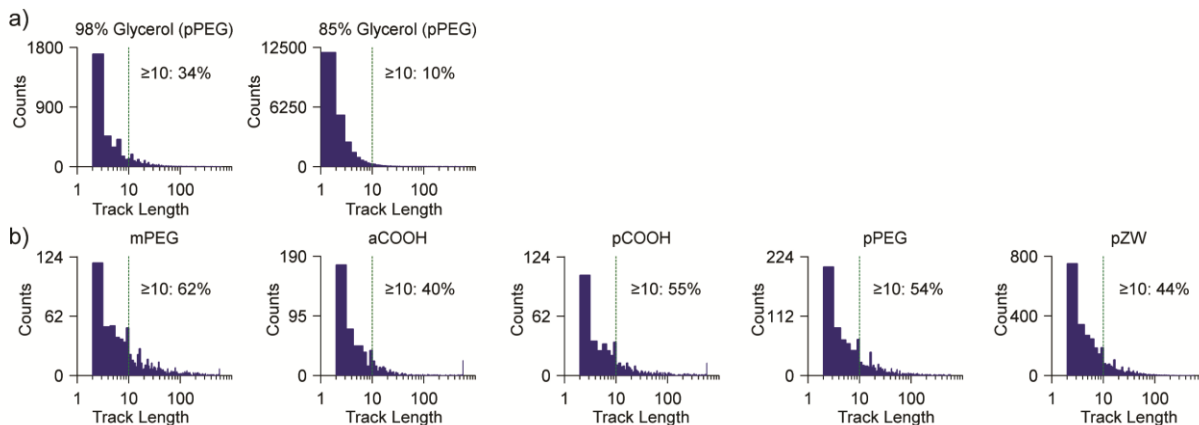 a)
98% Glycerol (pPEG)
1800
900
0
Counts
≥10: 34%
1 10 100
Track Length
85% Glycerol (pPEG)
12500
6250
0
Counts
≥10: 10%
1 10 100
Track Length
b)
mPEG
124
62
0
Counts
≥10: 62%
1 10 100
Track Length
aCOOH
190
95
0
Counts
≥10: 40%
1 10 100
Track Length
pCOOH
124
62
0
Counts
≥10: 55%
1 10 100
Track Length
pPEG
224
112
0
Counts
≥10: 54%
1 10 100
Track Length
pZW
800
400
0
Counts
≥10: 44%
1 10 100
Track Length